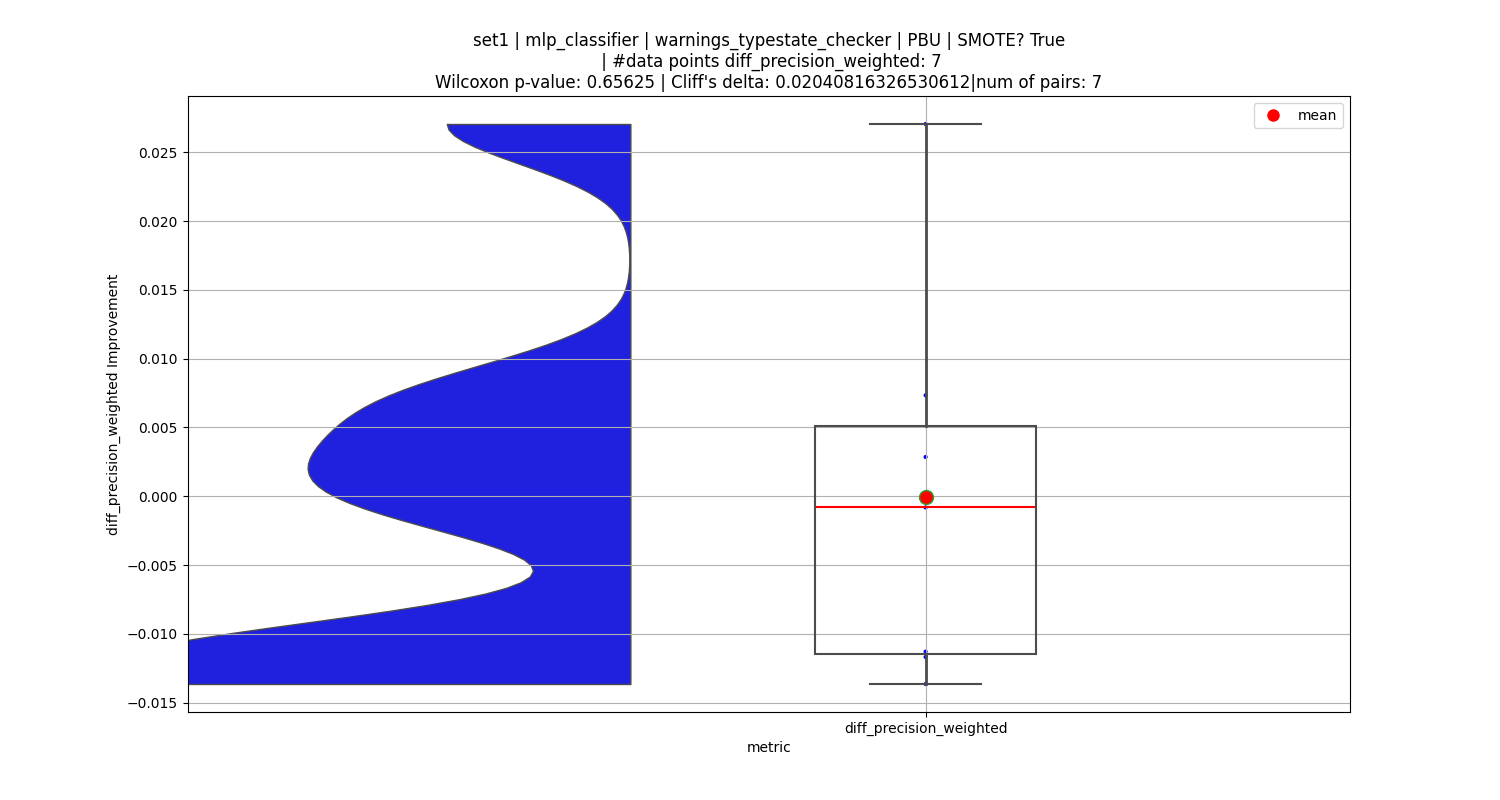 set1 | mlp_classifier | warnings_typestate_checker | PBU | SMOTE? True
| #data points diff_precision_weighted: 7
Wilcoxon p-value: 0.65625 | Cliff's delta: 0.02040816326530612|num of pairs: 7
mean
0.025
0.020
0.015
0.010
0.005
0.000
−0.005
−0.010
−0.015
diff_precision_weighted Improvement
diff_precision_weighted
metric